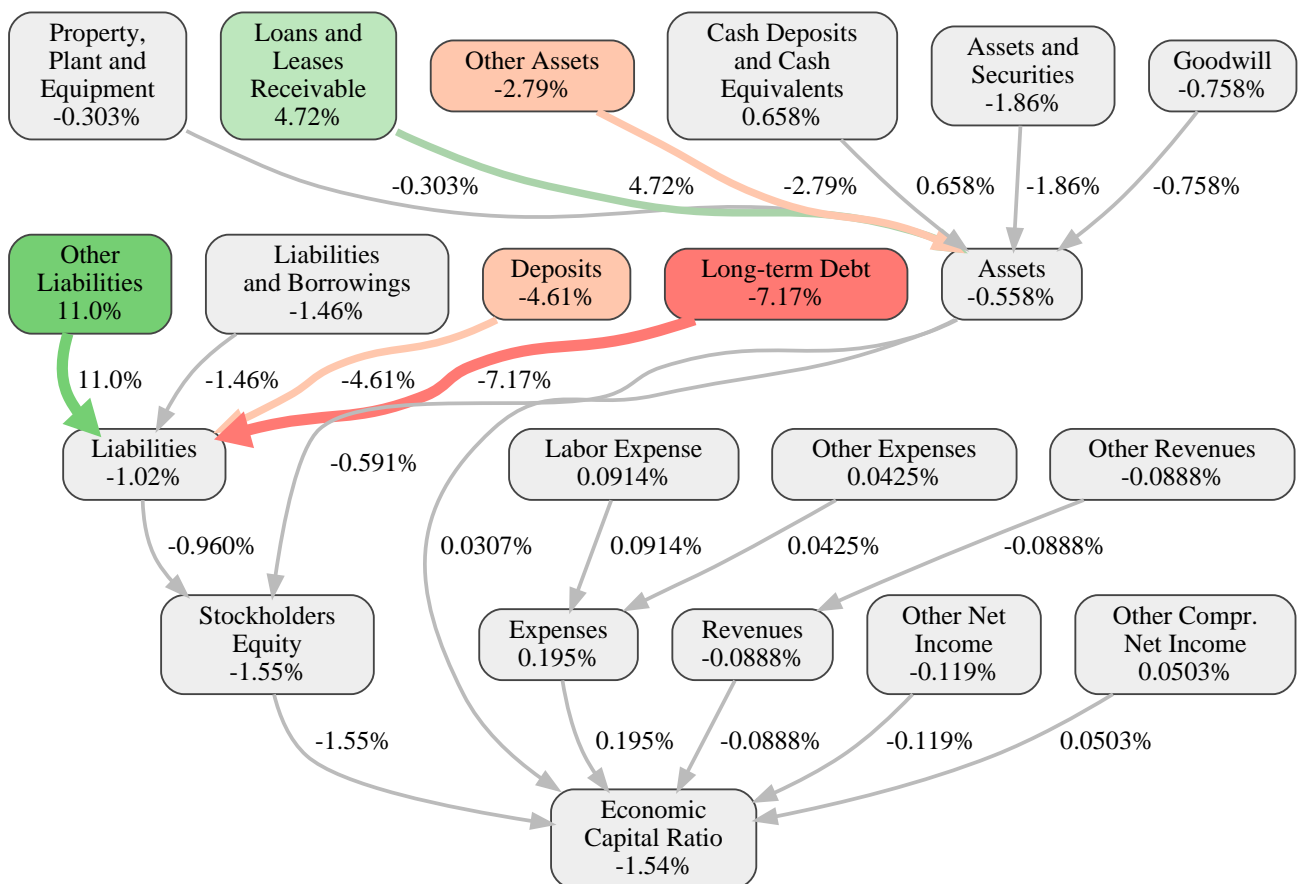 Property,
Plant and
Equipment
-0.303%
Loans and
Leases
Receivable
4.72%
Other Assets
-2.79%
Cash Deposits
and Cash
Equivalents
0.658%
Assets and
Securities
-1.86%
Goodwill
-0.758%
-0.303%
4.72%
-2.79%
0.658%
-1.86%
-0.758%
Other
Liabilities
11.0%
Liabilities
and Borrowings
-1.46%
Deposits
-4.61%
Long-term Debt
-7.17%
Assets
-0.558%
11.0%
-1.46%
-4.61%
-7.17%
Liabilities
-1.02%
-0.591%
Labor Expense
0.0914%
Other Expenses
0.0425%
Other Revenues
-0.0888%
-0.960%
0.0307%
0.0914%
0.0425%
-0.0888%
Stockholders
Equity
-1.55%
Expenses
0.195%
Revenues
-0.0888%
Other Net
Income
-0.119%
Other Compr.
Net Income
0.0503%
-1.55%
0.195%
-0.0888%
-0.119%
0.0503%
Economic
Capital Ratio
-1.54%